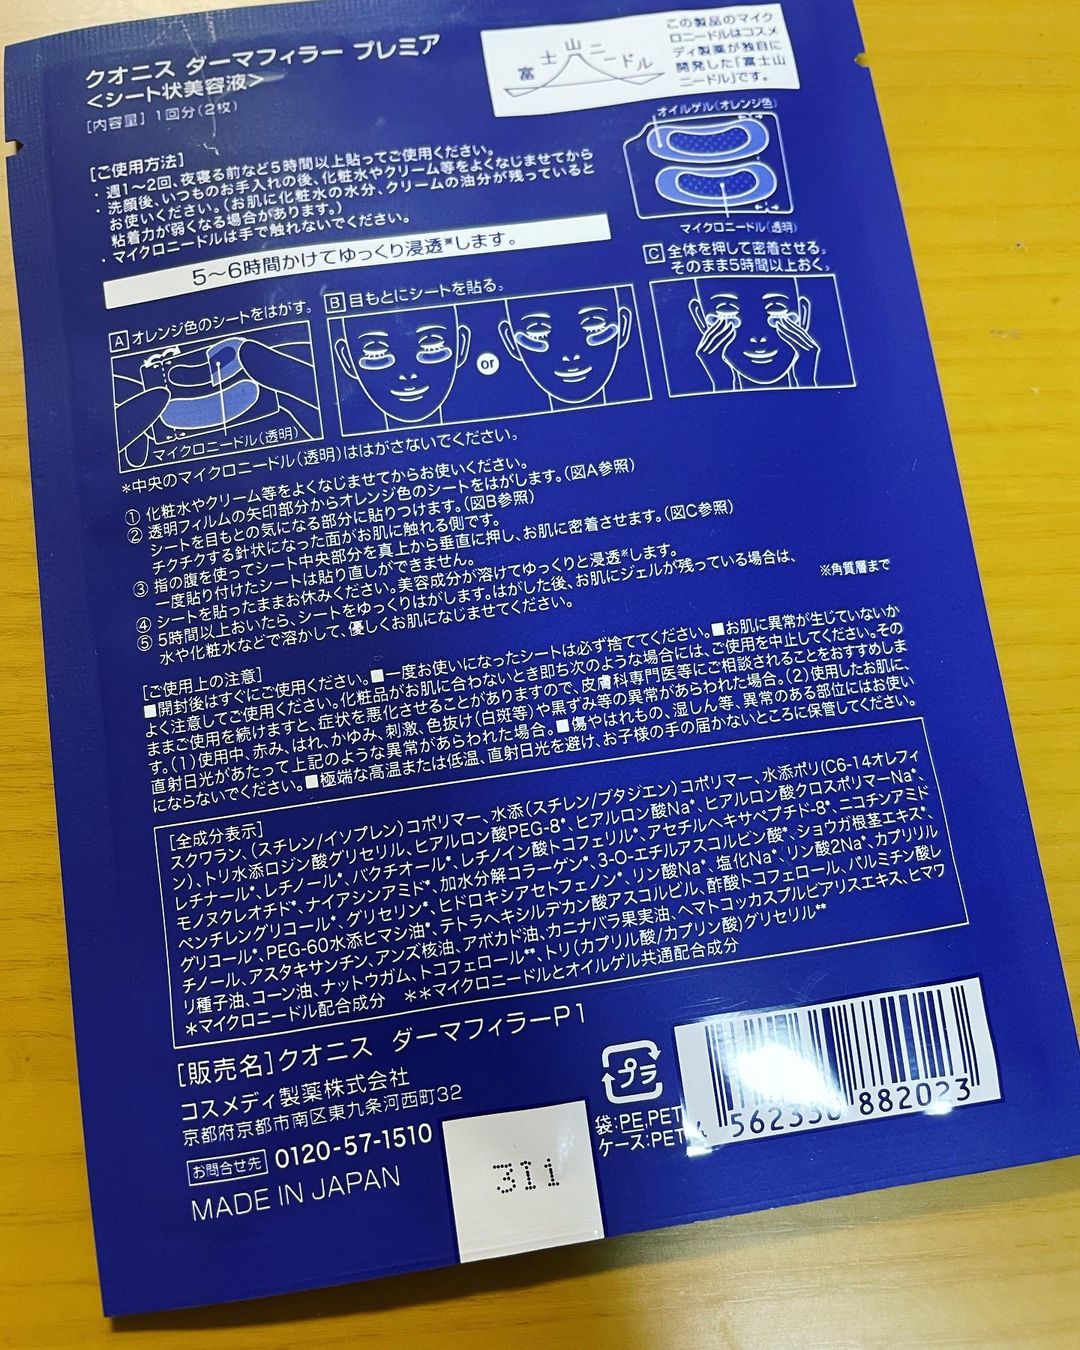 クオニス ダーマフィラー プレミア
<シート状美容液>
[内容量] 1回分(2枚)
富士山ニードル
この製品のマイク
ロニードルはコスメ
ディ製薬が独自に
開発した「富士山
ニードル」です。
[ご使用方法]
・週1〜2回、夜寝る前など5時間以上貼ってご使用ください。
・洗顔後、いつものお手入れの後、化粧水やクリーム等をよくなじませてから
お使いください。(お肌に化粧水の水分、クリームの油分が残っていると
粘着力が弱くなる場合があります。)
・マイクロニードルは手で触れないでください。
オイルゲル(オレンジ色)
マイクロニードル(透明)
5〜6時間かけてゆっくり浸透※します。
A オレンジ色のシートをはがす。
B 目もとにシートを貼る。
C 全体を押して密着させる。
そのまま5時間以上おく。
or
マイクロニードル(透明)
*中央のマイクロニードル(透明)ははがさないでください。
① 化粧水やクリーム等をよくなじませてからお使いください。
② 透明フィルムの矢印部分からオレンジ色のシートをはがします。(図A参照)
シートを目もとの気になる部分に貼りつけます。(図B参照)
チクチクする針状になった面がお肌に触れる側です。
③ 指の腹を使ってシート中央部分を真上から垂直に押し、お肌に密着させます。(図C参照)
一度貼り付けたシートは貼り直しができません。
④ シートを貼ったままお休みください。美容成分が溶けてゆっくりと浸透※します。
⑤ 5時間以上おいたら、シートをゆっくりはがします。はがした後、お肌にジェルが残っている場合は、
水や化粧水などで溶かして、優しくお肌になじませてください。
※角質層まで
[ご使用上の注意]
■開封後はすぐにご使用ください。■一度お使いになったシートは必ず捨ててください。■お肌に異常が生じていないか
よく注意してご使用ください。化粧品がお肌に合わないとき即ち次のような場合には、ご使用を中止してください。その
ままご使用を続けますと、症状を悪化させることがありますので、皮膚科専門医等にご相談されることをおすすめしま
す。(1)使用中、赤み、はれ、かゆみ、刺激、色抜け(白斑等)や黒ずみ等の異常があらわれた場合。(2)使用したお肌に、
直射日光があたって上記のような異常があらわれた場合。■傷やはれもの、湿しん等、異常のある部位にはお使い
にならないでください。■極端な高温または低温、直射日光を避け、お子様の手の届かないところに保管してください。
[全成分表示]
スクワラン、(スチレン/イソプレン)コポリマー、水添(スチレン/ブタジエン)コポリマー、水添ポリ(C6-14オレフィ
ン)、トリ水添ロジン酸グリセリル、ヒアルロン酸PEG-8*、ヒアルロン酸Na*、ヒアルロン酸クロスポリマーNa*、
レチナール*、レチノール*、バクチオール*、レチノイン酸トコフェリル*、アセチルヘキサペプチド-8*、ニコチンアミド
モノヌクレオチド*、ナイアシンアミド*、加水分解コラーゲン*、3-O-エチルアスコルビン酸*、ショウガ根茎エキス*、
ペンチレングリコール*、グリセリン*、ヒドロキシアセトフェノン*、リン酸Na*、塩化Na*、リン酸2Na*、カプリリル
グリコール*、PEG-60水添ヒマシ油*、テトラヘキシルデカン酸アスコルビル、酢酸トコフェロール、パルミチン酸レ
チノール、アスタキサンチン、アンズ核油、アボカド油、カニナバラ果実油、ヘマトコッカスプルビアリスエキス、ヒマワ
リ種子油、コーン油、ナットウガム、トコフェロール**、トリ(カプリル酸/カプリン酸)グリセリル**
*マイクロニードル配合成分 **マイクロニードルとオイルゲル共通配合成分
[販売名]クオニス ダーマフィラーP1
コスメディ製薬株式会社
京都府京都市南区東九条河西町32
お問合せ先 0120-57-1510
MADE IN JAPAN
311
プラ
袋:PE,PET
ケース:PET
4 562330 882023